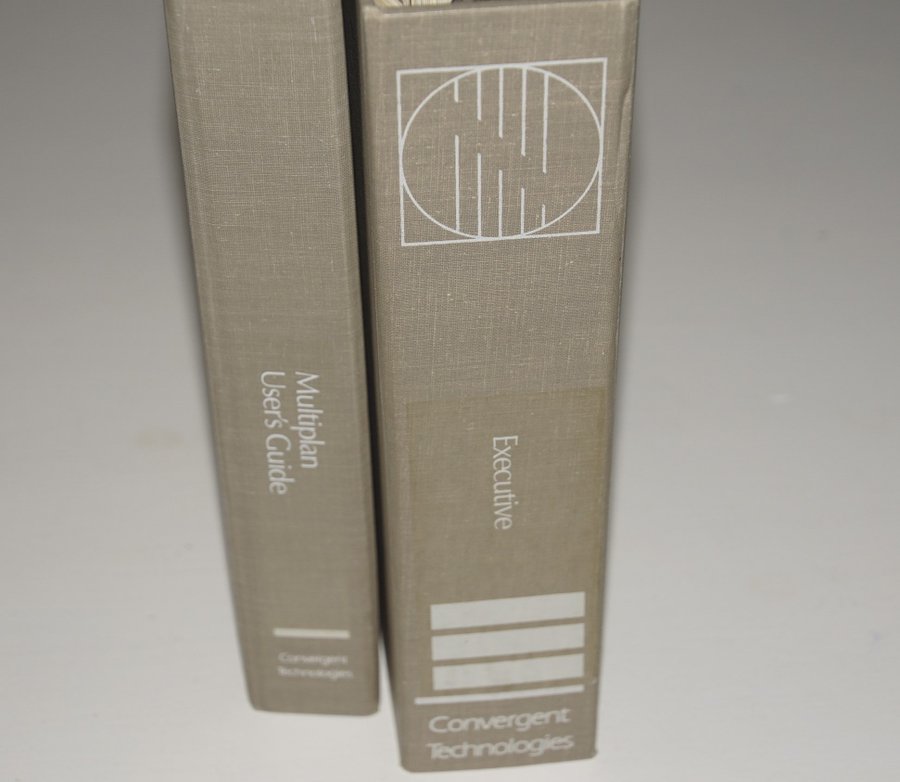 Multiplan
User's Guide
Convergent
Technologies
Executive
Convergent
Technologies